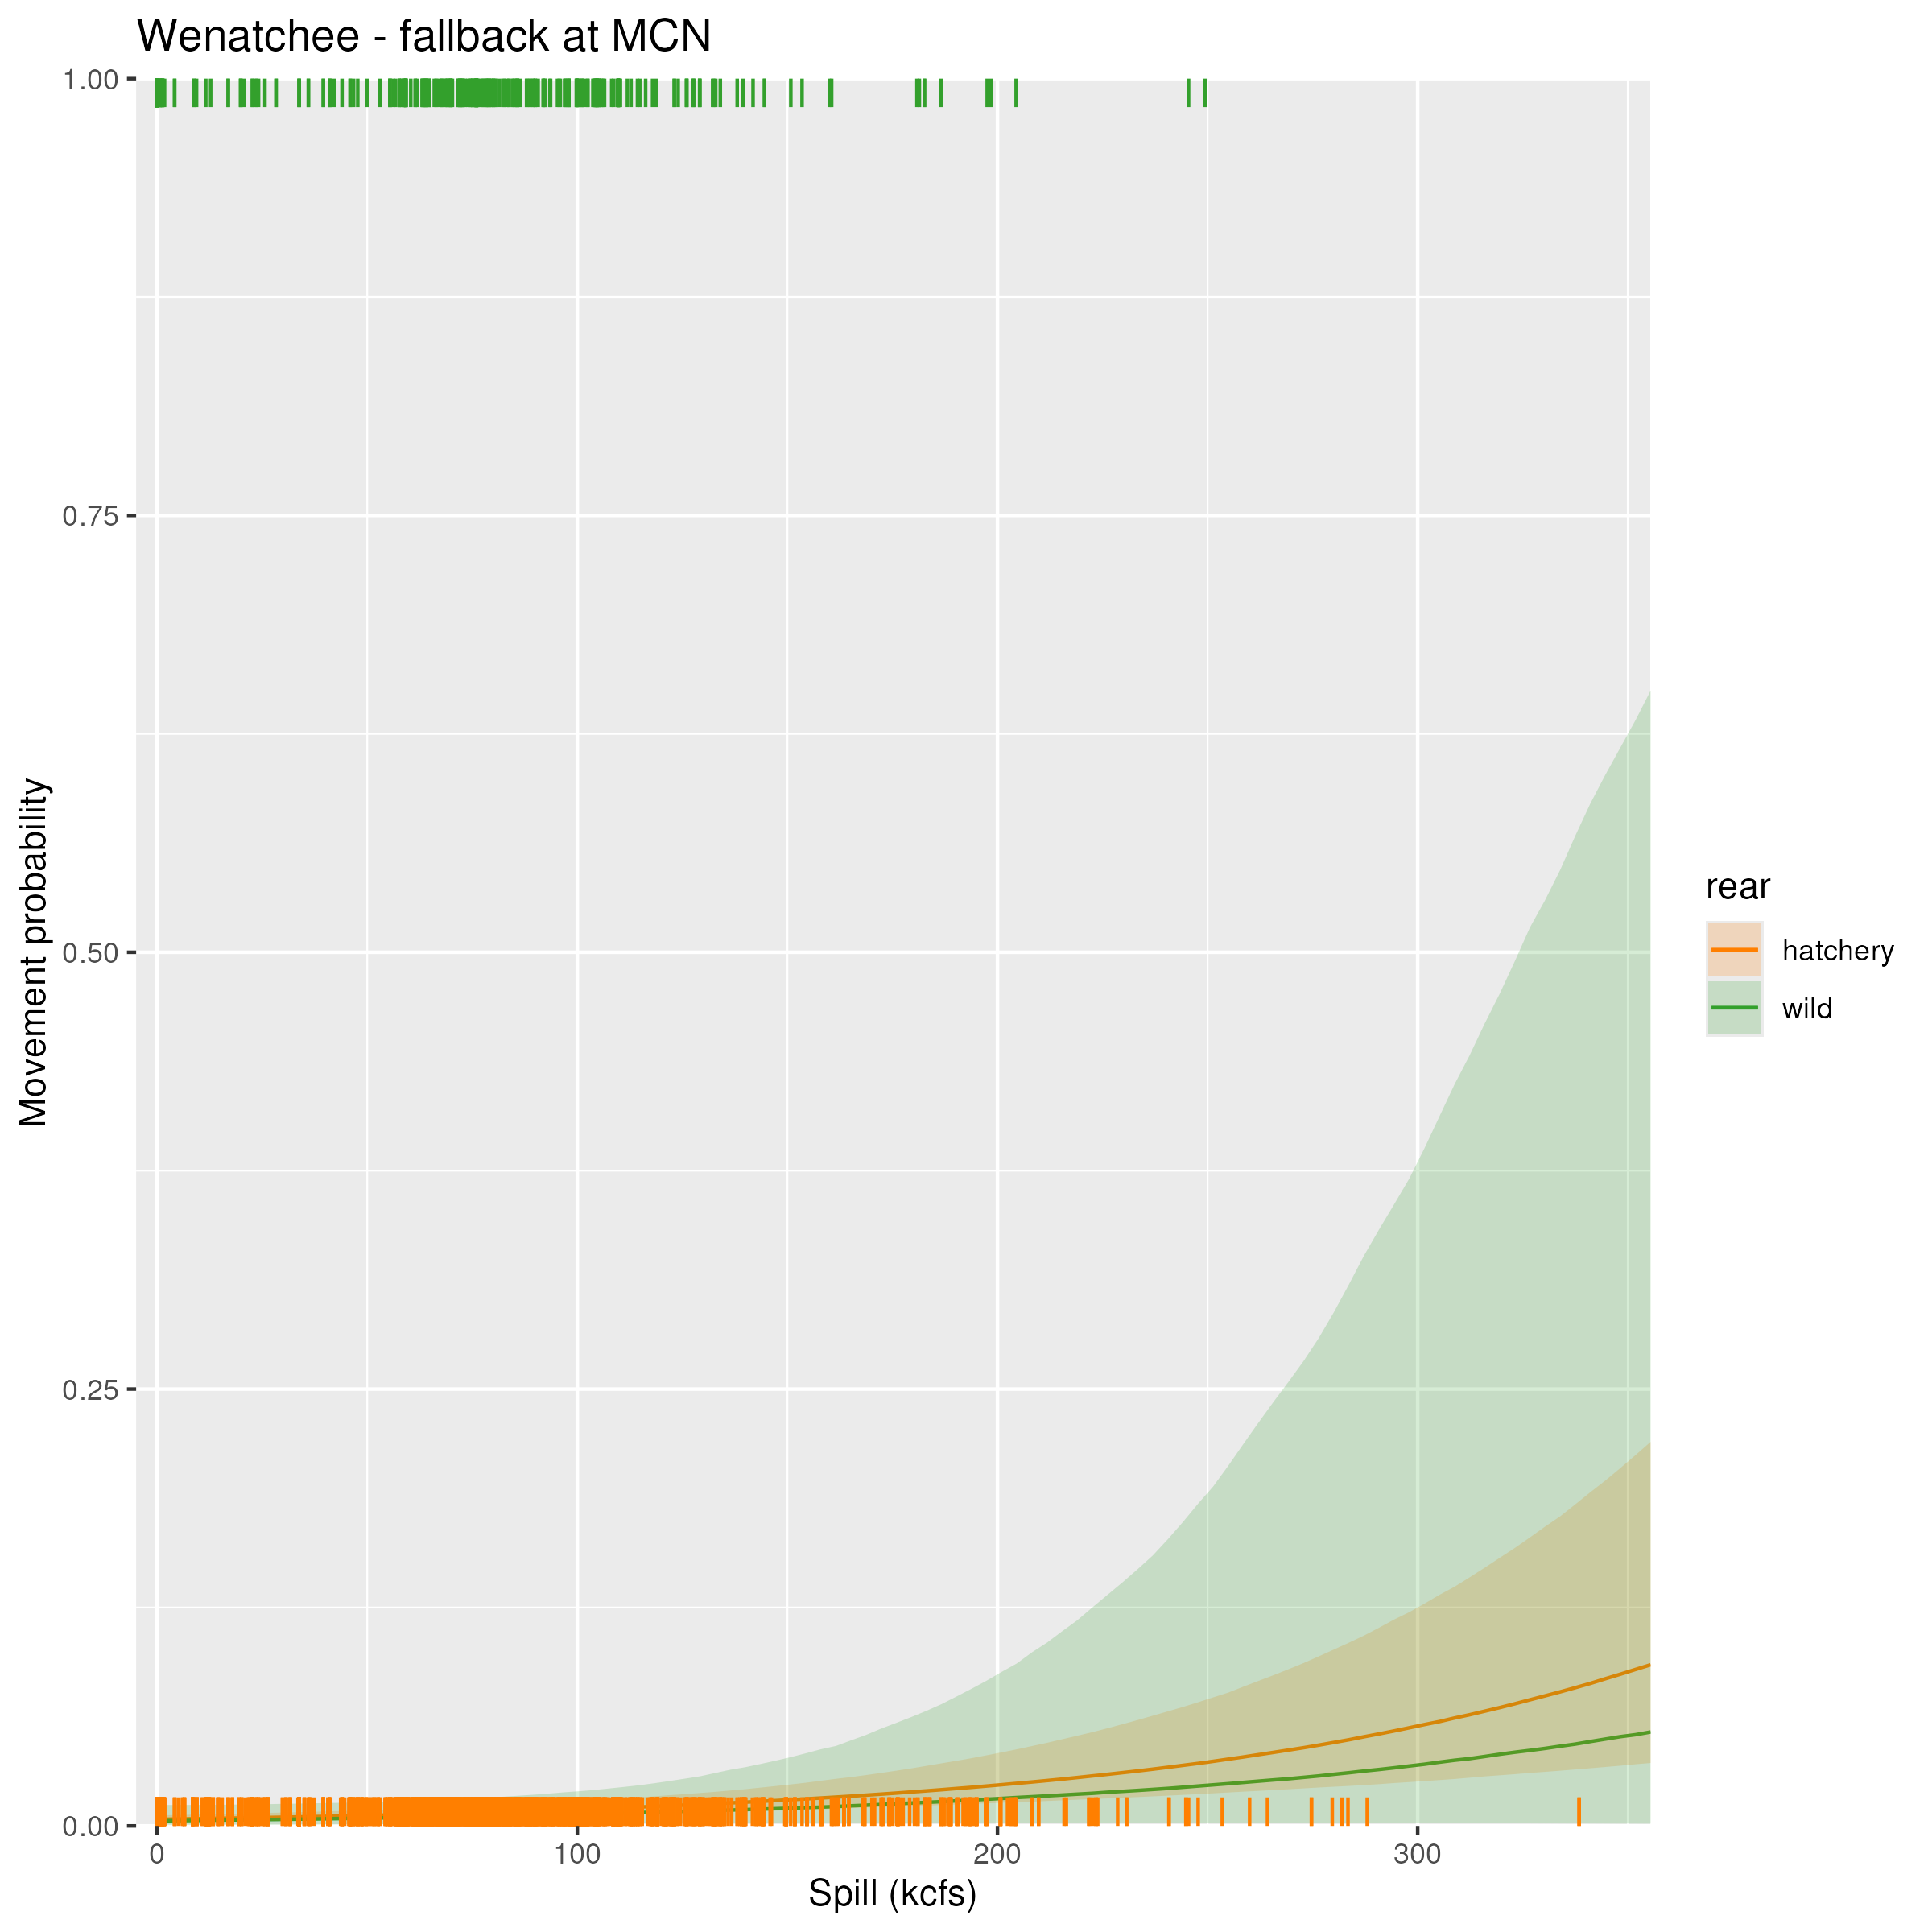 Wenatchee - fallback at MCN
1.00
0.75
0.50
0.25
0.00
Movement probability
0
100
200
300
Spill (kcfs)
rear
hatchery
wild